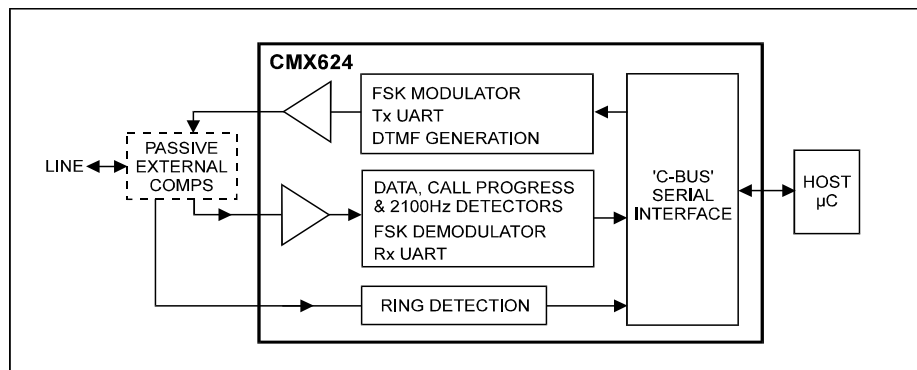 CMX624
FSK MODULATOR
Tx UART
DTMF GENERATION
LINE
PASSIVE
EXTERNAL
COMPS
DATA, CALL PROGRESS
& 2100Hz DETECTORS
FSK DEMODULATOR
Rx UART
RING DETECTION
'C-BUS'
SERIAL
INTERFACE
HOST
µC